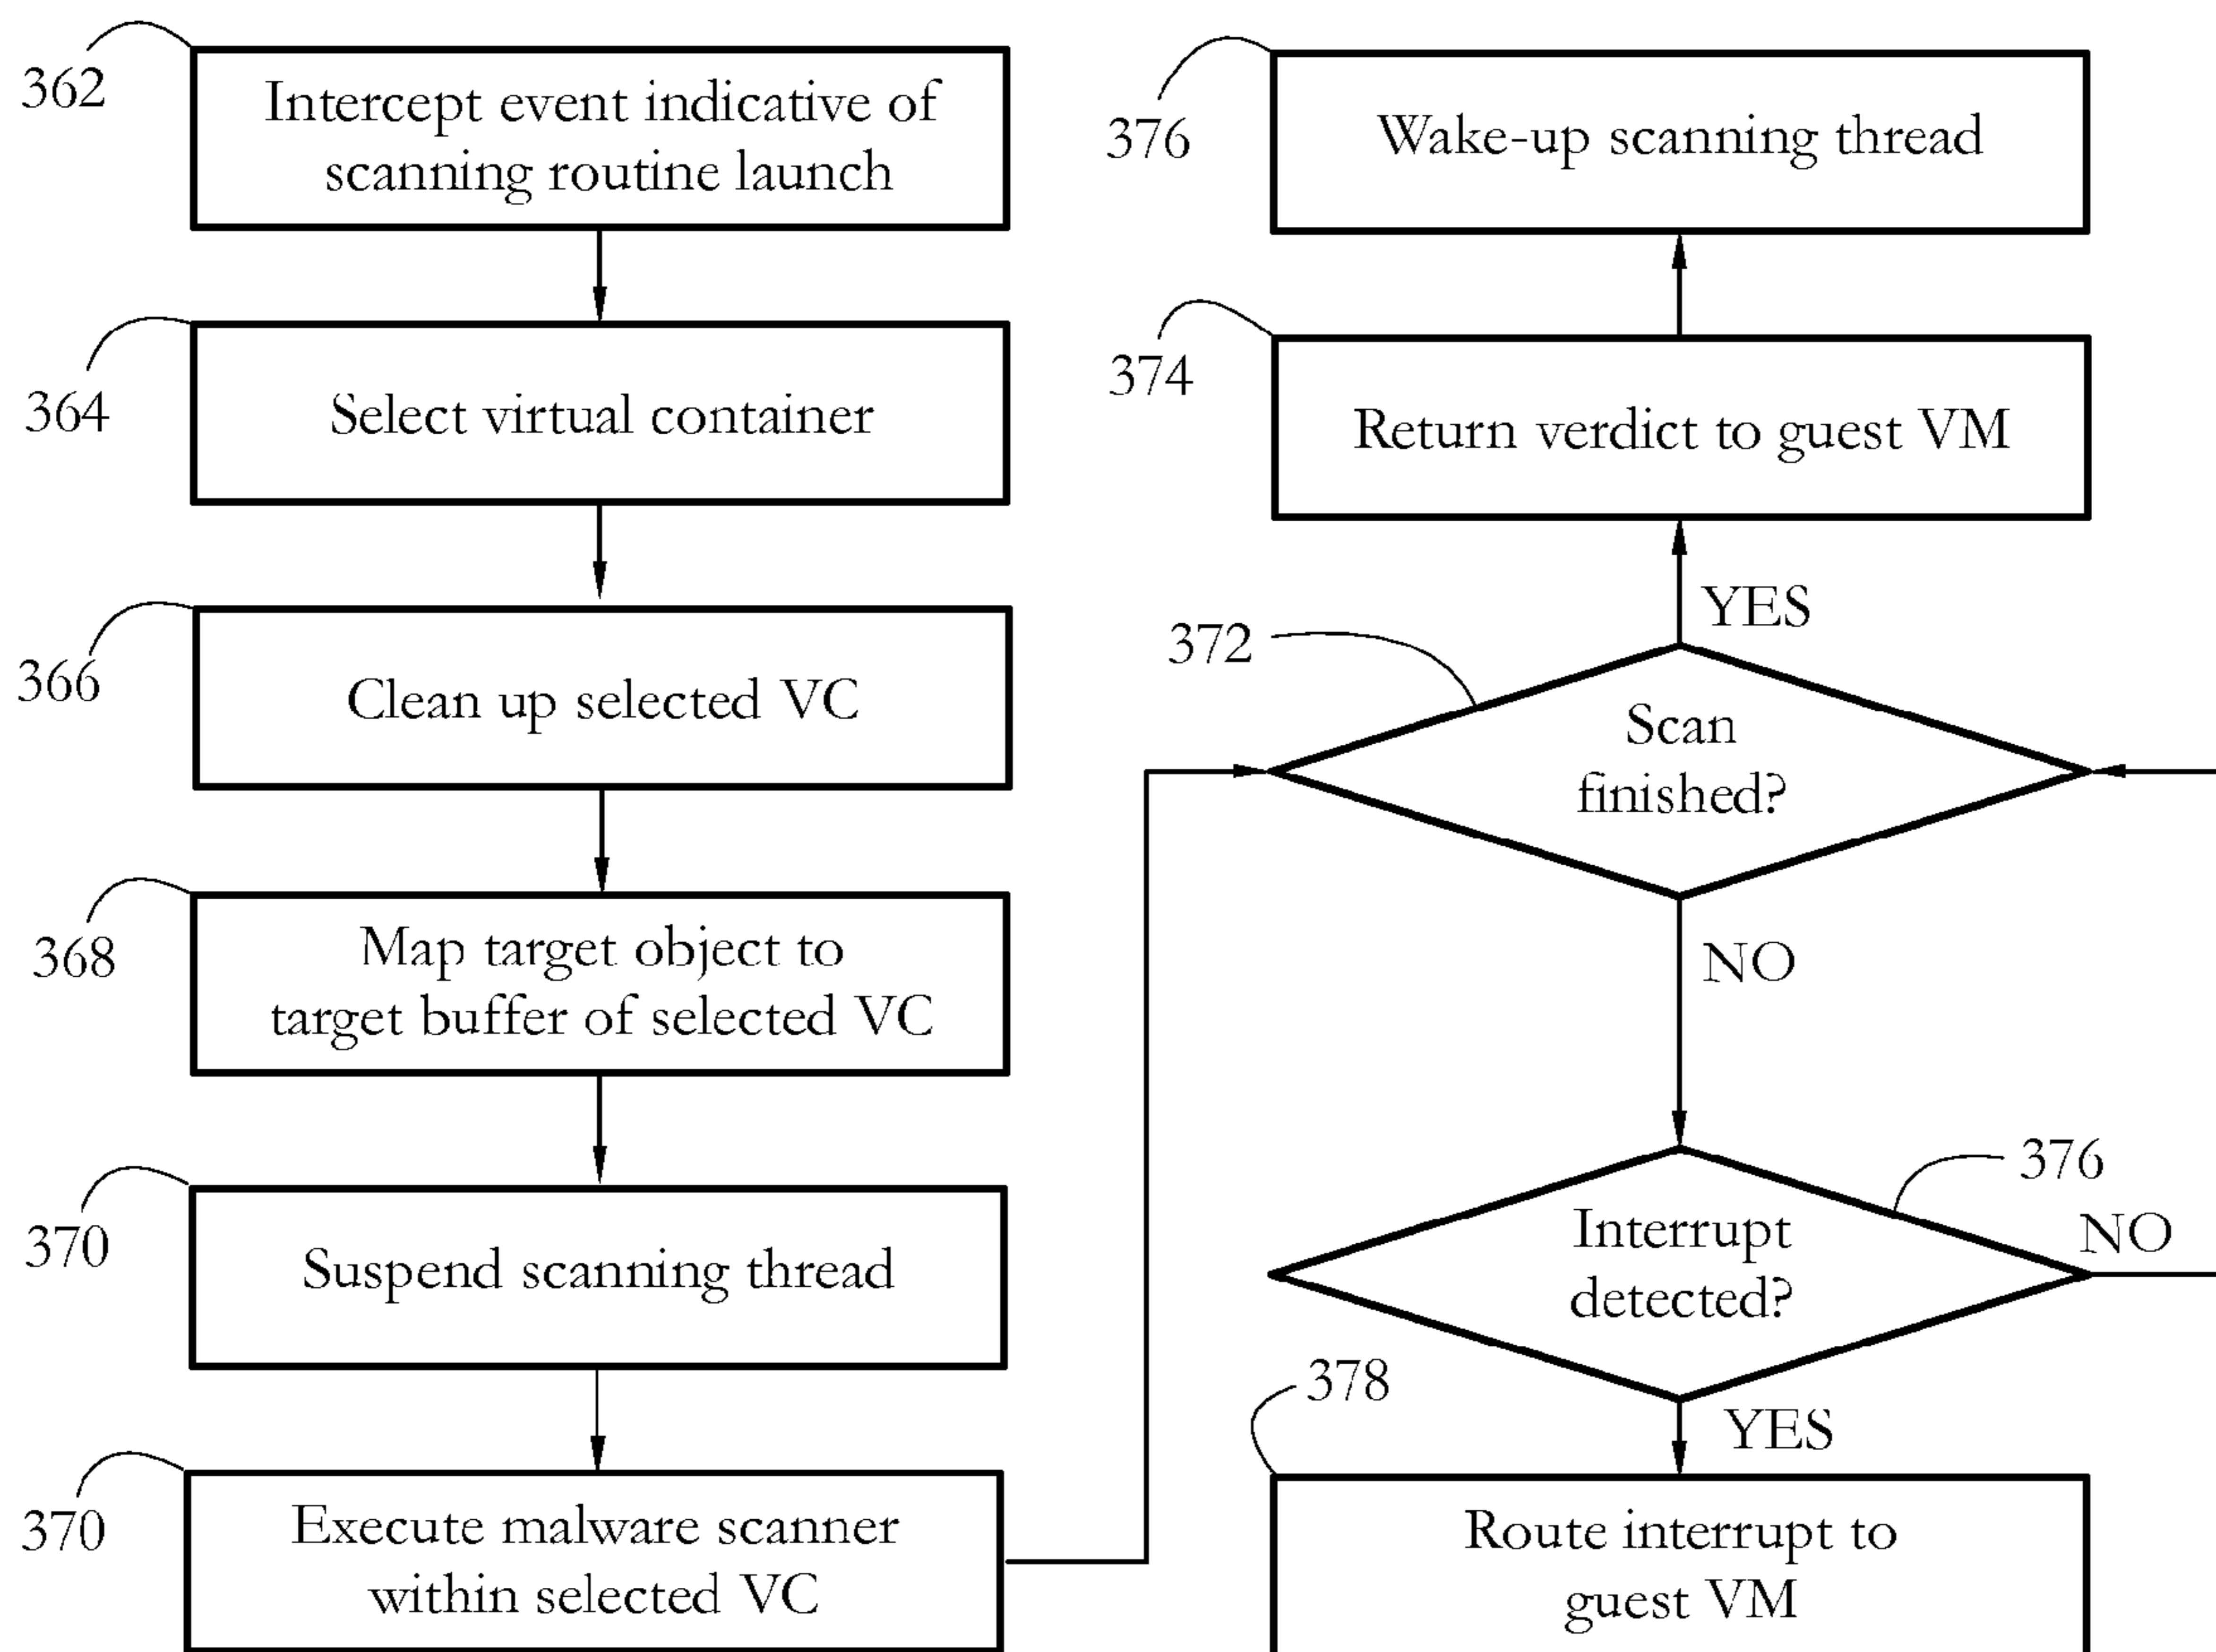 362
Intercept event indicative of
scanning routine launch
364
Select virtual container
366
Clean up selected VC
368
Map target object to
target buffer of selected VC
370
Suspend scanning thread
370
Execute malware scanner
within selected VC
376
Wake-up scanning thread
374
Return verdict to guest VM
YES
372
Scan
finished?
NO
376
Interrupt
detected?
NO
YES
378
Route interrupt to
guest VM